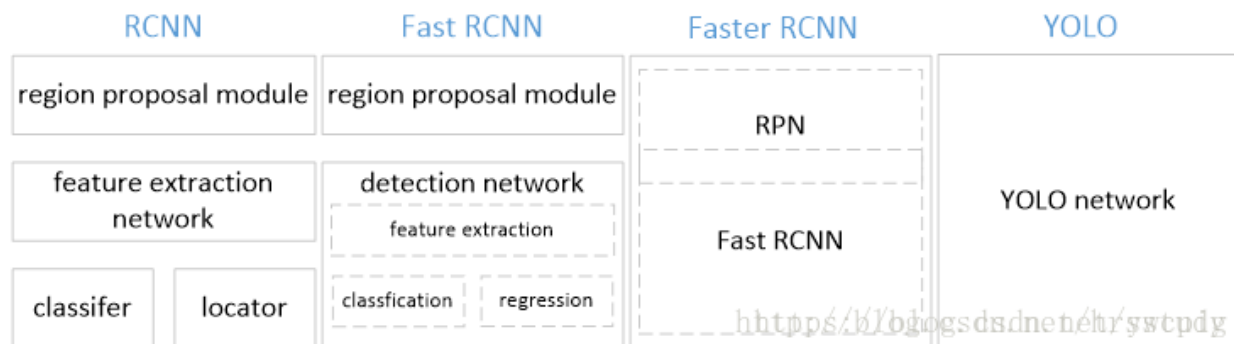 RCNN
Fast RCNN
Faster RCNN
YOLO
region proposal module
region proposal module
RPN
feature extraction
network
detection network
feature extraction
YOLO network
Fast RCNN
classifer
locator
classfication
regression